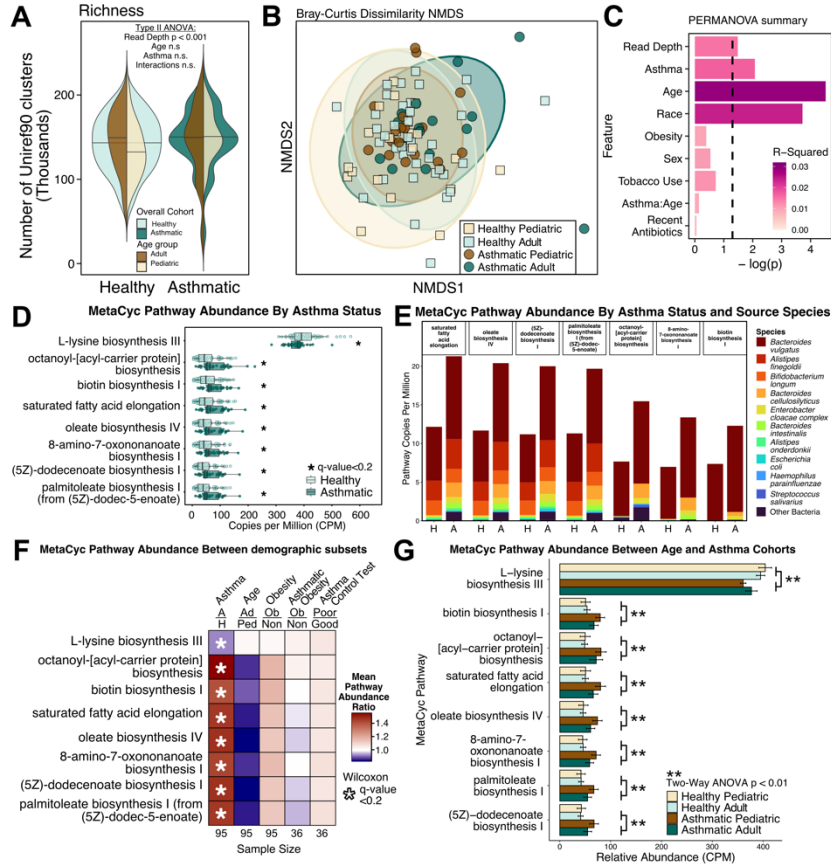 A
Richness
Type II ANOVA:
Read Depth p < 0.001
Age n.s
Asthma n.s.
Interactions n.s.
Number of Uniref90 clusters
(Thousands)
200
100
0
Overall Cohort
Healthy
Asthmatic
Age group
Adult
Pediatric
Healthy Asthmatic
B
Bray-Curtis Dissimilarity NMDS
NMDS2
NMDS1
Healthy Pediatric
Healthy Adult
Asthmatic Pediatric
Asthmatic Adult
C
PERMANOVA summary
Feature
Read Depth
Asthma
Age
Race
Obesity
Sex
Tobacco Use
Asthma:Age
Recent
Antibiotics
R-Squared
0.03
0.02
0.01
0.00
0 1 2 3 4
− log(p)
D
MetaCyc Pathway Abundance By Asthma Status
L-lysine biosynthesis III
octanoyl-[acyl-carrier protein]
biosynthesis
biotin biosynthesis I
saturated fatty acid elongation
oleate biosynthesis IV
8-amino-7-oxononanoate
biosynthesis I
(5Z)-dodecenoate biosynthesis I
palmitoleate biosynthesis I
(from (5Z)-dodec-5-enoate)
* * * * * * * *
* q-value<0.2
Healthy
Asthmatic
0 100 200 300 400 500 600
Copies per Million (CPM)
E
MetaCyc Pathway Abundance By Asthma Status and Source Species
saturated
fatty
acid
elongation
oleate
biosynthesis
IV
(5Z)-
dodecenoate
biosynthesis
I
palmitoleate
biosynthesis
I (from
(5Z)-dodec-
5-enoate)
octanoyl-
[acyl-carrier
protein]
biosynthesis
8-amino-7-
oxononanoate
biosynthesis
I
biotin
biosynthesis
I
Pathway Copies Per Million
20
15
10
5
0
H A H A H A H A H A H A H A
Species
Bacteroides
vulgatus
Alistipes
finegoldii
Bifidobacterium
longum
Bacteroides
cellulosilyticus
Enterobacter
cloacae complex
Bacteroides
intestinalis
Alistipes
onderdonkii
Escherichia
coli
Haemophilus
parainfluenzae
Streptococcus
salivarius
Other Bacteria
F
MetaCyc Pathway Abundance Between demographic subsets
Asthma
Age
Obesity
Asthmatic
Obesity
Asthma
Control Test
A Ad Ob Ob Poor
H Ped Non Non Good
L-lysine biosynthesis III
octanoyl-[acyl-carrier protein]
biosynthesis
biotin biosynthesis I
saturated fatty acid elongation
oleate biosynthesis IV
8-amino-7-oxononanoate
biosynthesis I
(5Z)-dodecenoate biosynthesis I
palmitoleate biosynthesis I (from
(5Z)-dodec-5-enoate)
* * * * * * * *
95 95 95 36 36
Sample Size
Mean
Pathway
Abundance
Ratio
1.4
1.2
1.0
Wilcoxon
q-value
<0.2
G
MetaCyc Pathway Abundance Between Age and Asthma Cohorts
MetaCyc Pathway
L−lysine
biosynthesis III
biotin biosynthesis I
octanoyl−
[acyl−carrier protein]
biosynthesis
saturated fatty acid
elongation
oleate biosynthesis IV
8−amino−7−
oxononanoate
biosynthesis I
palmitoleate
biosynthesis I
(5Z)−dodecenoate
biosynthesis I
** ** ** ** ** ** ** **
**
Two-Way ANOVA p < 0.01
Healthy Pediatric
Healthy Adult
Asthmatic Pediatric
Asthmatic Adult
0 100 200 300 400
Relative Abundance (CPM)